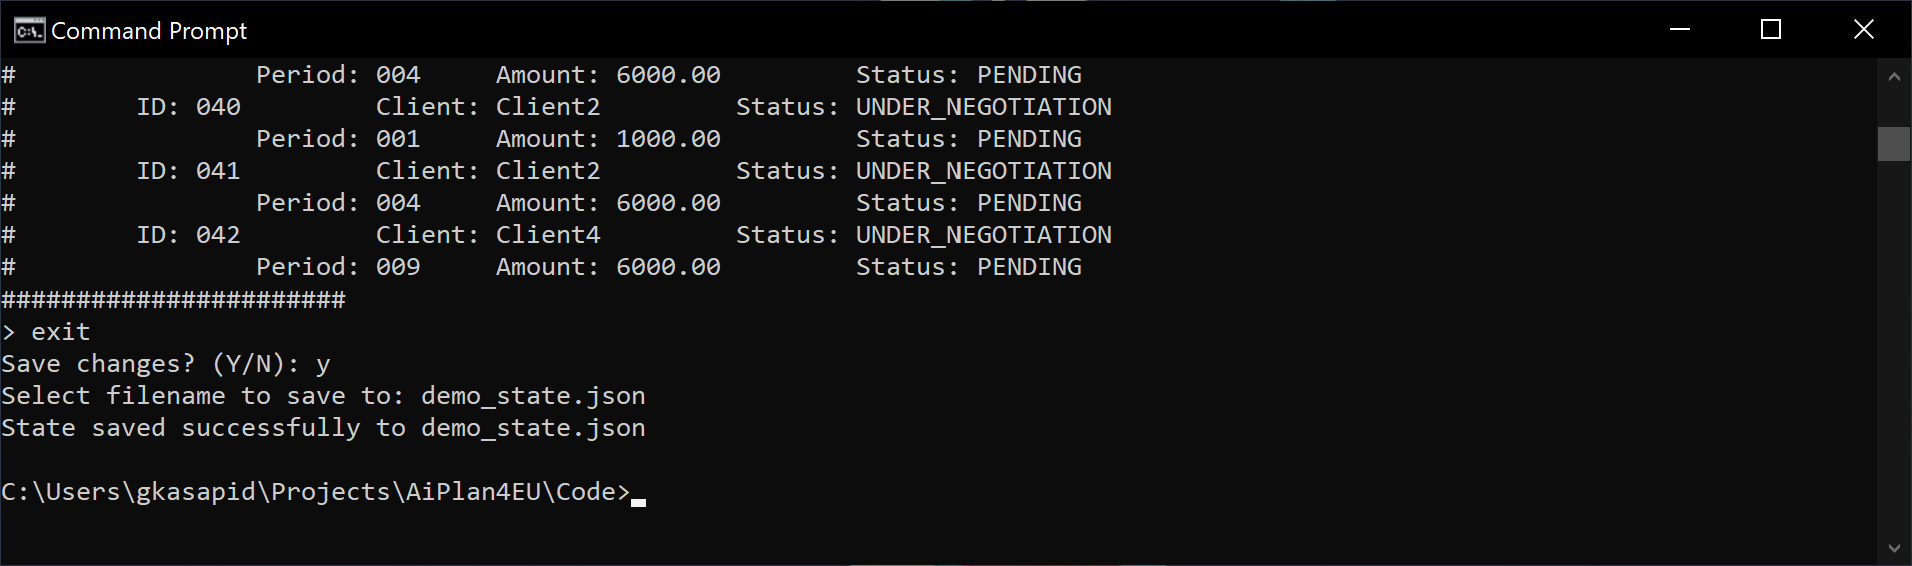 Command Prompt
# Period: 004 Amount: 6000.00 Status: PENDING
# ID: 040 Client: Client2 Status: UNDER_NEGOTIATION
# Period: 001 Amount: 1000.00 Status: PENDING
# ID: 041 Client: Client2 Status: UNDER_NEGOTIATION
# Period: 004 Amount: 6000.00 Status: PENDING
# ID: 042 Client: Client4 Status: UNDER_NEGOTIATION
# Period: 009 Amount: 6000.00 Status: PENDING
#######################
> exit
Save changes? (Y/N): y
Select filename to save to: demo_state.json
State saved successfully to demo_state.json
C:\Users\gkasapid\Projects\AiPlan4EU\Code>